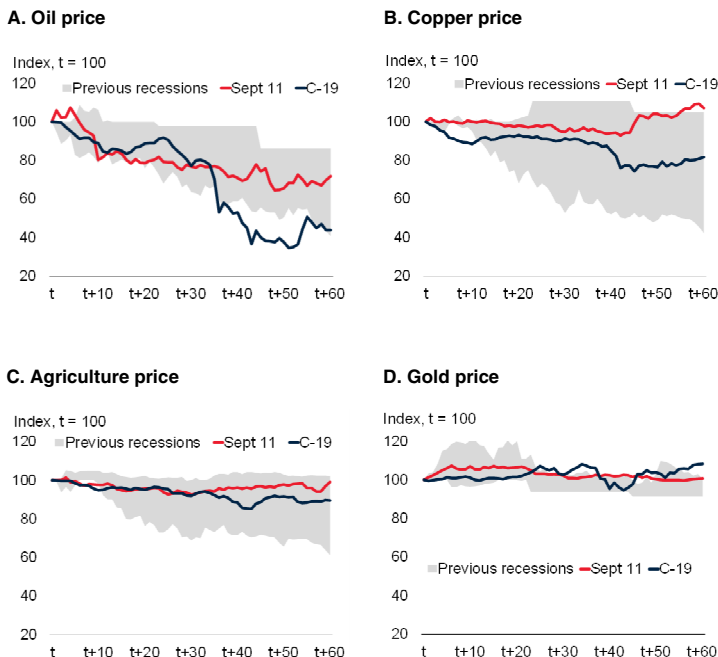 A. Oil price
Index, t = 100
120
Previous recessions Sept 11 C-19
100
80
60
40
20
t t+10 t+20 t+30 t+40 t+50 t+60
B. Copper price
Index, t = 100
120
Previous recessions Sept 11 C-19
100
80
60
40
20
t t+10 t+20 t+30 t+40 t+50 t+60
C. Agriculture price
Index, t = 100
120
Previous recessions Sept 11 C-19
100
80
60
40
20
t t+10 t+20 t+30 t+40 t+50 t+60
D. Gold price
Index, t = 100
120
100
80
60
Previous recessions Sept 11 C-19
40
20
t t+10 t+20 t+30 t+40 t+50 t+60